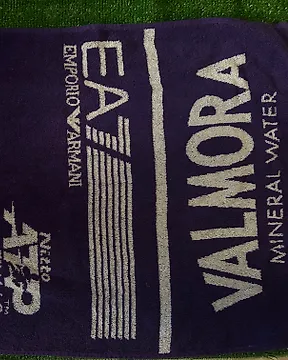 EA7
EMPORIO ARMANI
VALMORA
MINERAL WATER
Nitto
ATP